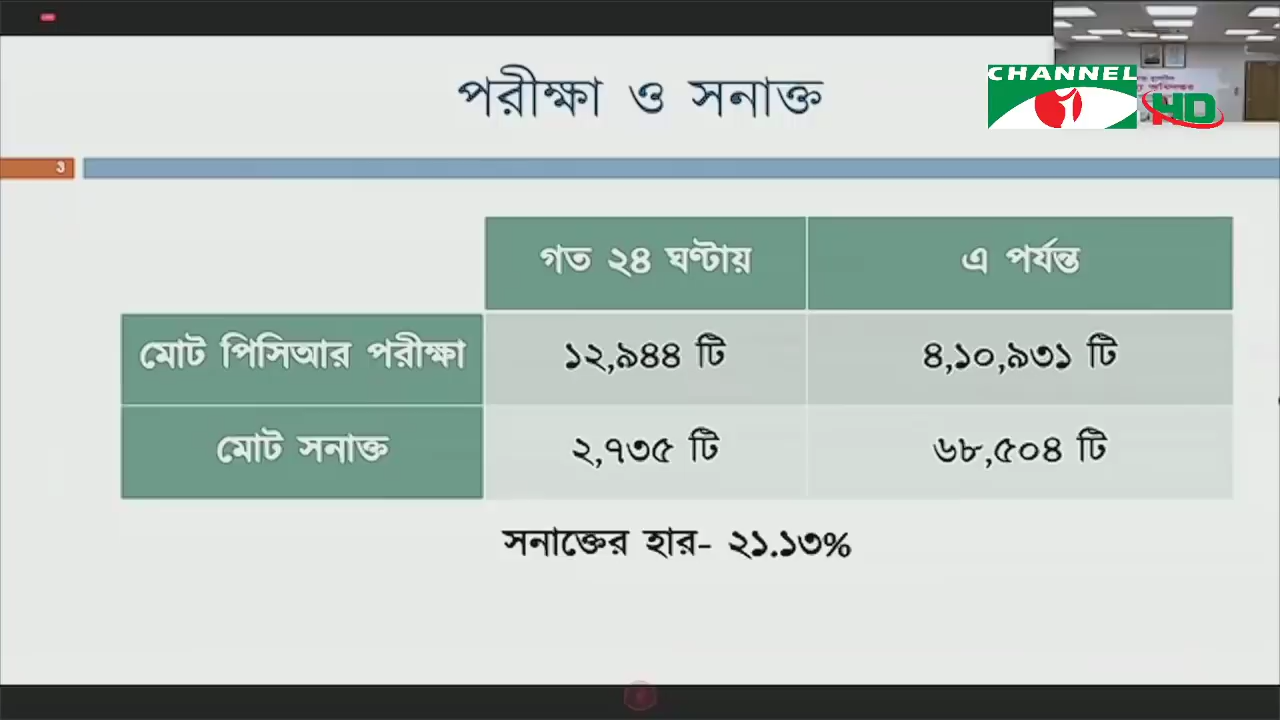 পরীক্ষা ও সনাক্ত
CHANNEL
HD
3
গত ২৪ ঘণ্টায় এ পর্যন্ত
মোট পিসিআর পরীক্ষা ১২,৯৪৪ টি ৪,১০,৯৩১ টি
মোট সনাক্ত ২,৭৩৫ টি ৬৮,৫০৪ টি
সনাক্তের হার- ২১.১৩%